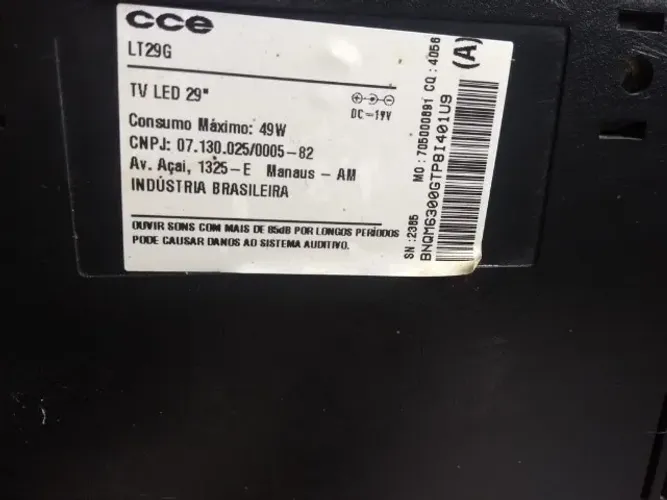 cce
LT29G
TV LED 29"
DC⎓19V
Consumo Máximo: 49W
CNPJ: 07.130.025/0005-82
Av. Açai, 1325-E Manaus - AM
INDÚSTRIA BRASILEIRA
OUVIR SONS COM MAIS DE 85dB POR LONGOS PERÍODOS
PODE CAUSAR DANOS AO SISTEMA AUDITIVO.
SN :2385 MO : 705000891 CQ : 4056
BNQM6300GTPBI401U9
(A)